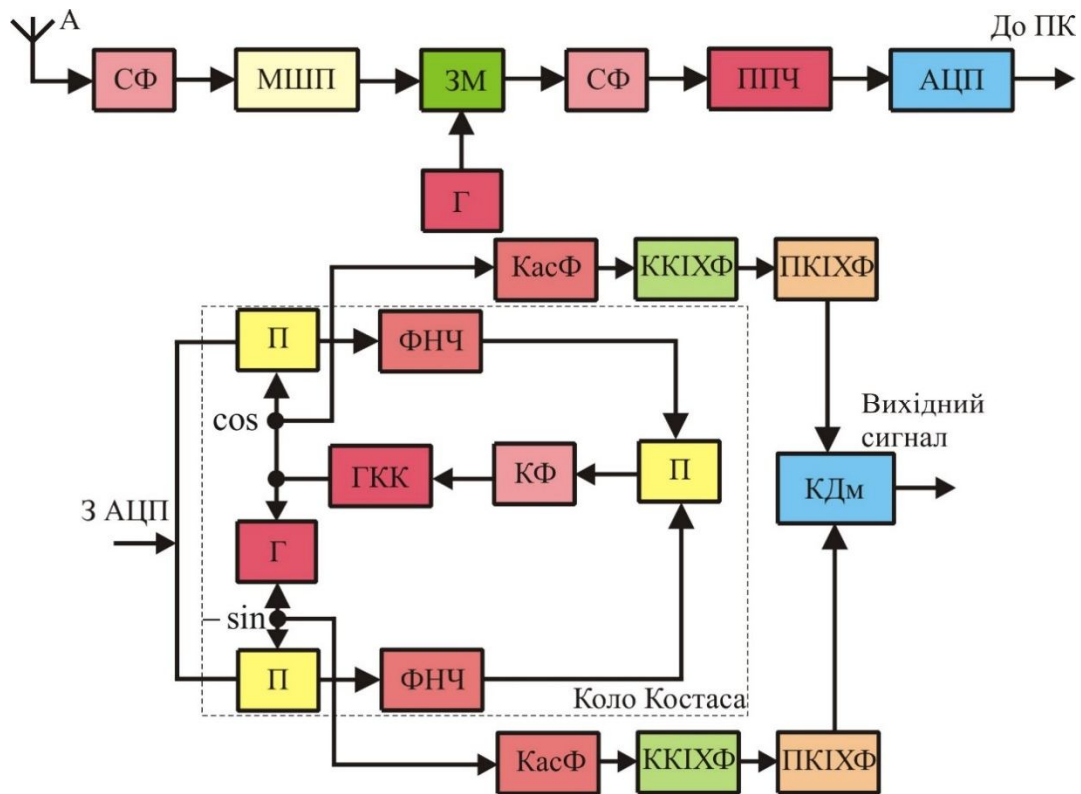 А
До ПК
СФ
МШП
ЗМ
СФ
ППЧ
АЦП
Г
КасФ
ККІХФ
ПКІХФ
П
ФНЧ
cos
Вихідний
сигнал
ГКК
КФ
П
КДм
З АЦП
Г
– sin
П
ФНЧ
Коло Костаса
КасФ
ККІХФ
ПКІХФ